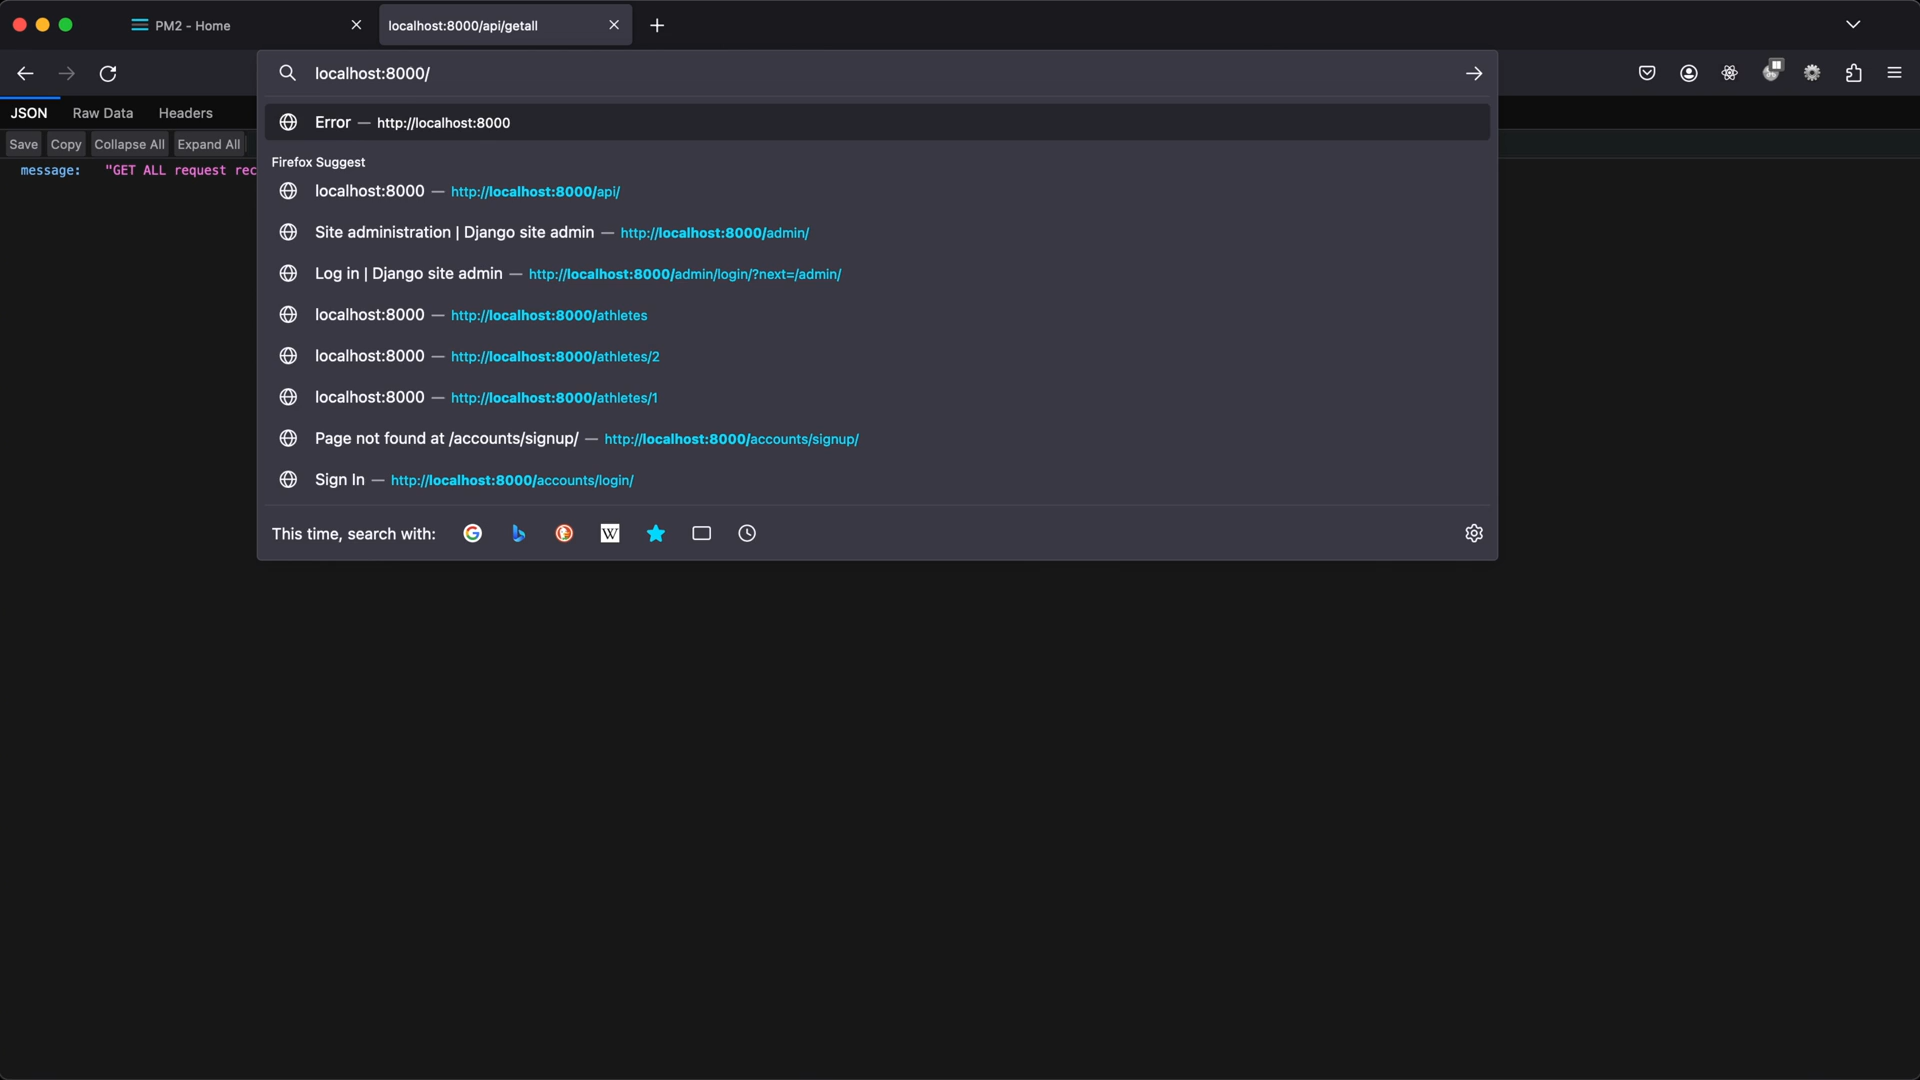 PM2 - Home
localhost:8000/api/getall
localhost:8000/
JSON Raw Data Headers
Error — http://localhost:8000
Save Copy Collapse All Expand All
Firefox Suggest
message: "GET ALL request rec
localhost:8000 — http://localhost:8000/api/
Site administration | Django site admin — http://localhost:8000/admin/
Log in | Django site admin — http://localhost:8000/admin/login/?next=/admin/
localhost:8000 — http://localhost:8000/athletes
localhost:8000 — http://localhost:8000/athletes/2
localhost:8000 — http://localhost:8000/athletes/1
Page not found at /accounts/signup/ — http://localhost:8000/accounts/signup/
Sign In — http://localhost:8000/accounts/login/
This time, search with: W